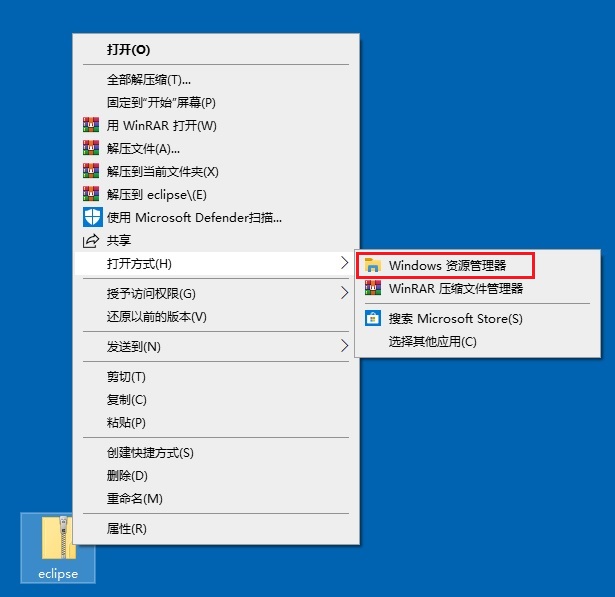 打开(O)
全部解压缩(T)...
固定到“开始”屏幕(P)
用 WinRAR 打开(W)
解压文件(A)...
解压到当前文件夹(X)
解压到 eclipse\(E)
使用 Microsoft Defender扫描...
共享
打开方式(H)
Windows 资源管理器
WinRAR 压缩文件管理器
搜索 Microsoft Store(S)
选择其他应用(C)
授予访问权限(G)
还原以前的版本(V)
发送到(N)
剪切(T)
复制(C)
粘贴(P)
创建快捷方式(S)
删除(D)
重命名(M)
属性(R)
eclipse